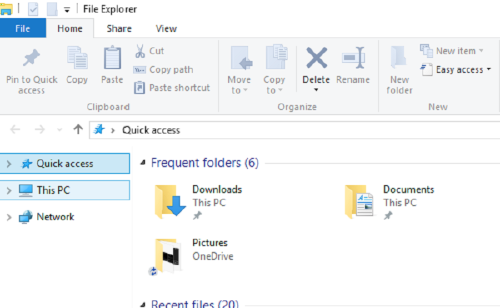 File Explorer
File Home Share View
Pin to Quick access
Copy
Paste
Cut
Copy path
Paste shortcut
Clipboard
Move to
Copy to
Delete
Rename
Organize
New folder
New item
Easy access
New
Quick access
Quick access
This PC
Network
Frequent folders (6)
Downloads
This PC
Documents
This PC
Pictures
OneDrive
Recent files (20)